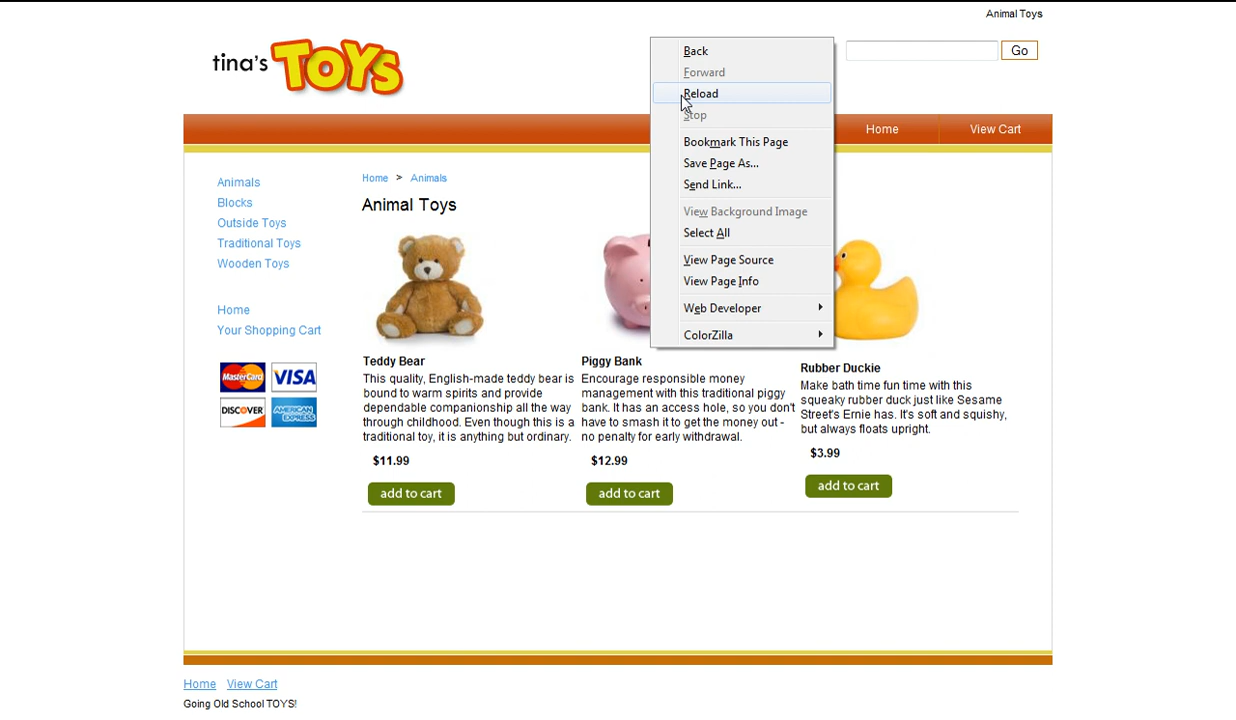 Animal Toys
tina's TOYS
Go
Home
View Cart
Back
Forward
Reload
Stop
Bookmark This Page
Save Page As...
Send Link...
View Background Image
Select All
View Page Source
View Page Info
Web Developer
ColorZilla
Animals
Blocks
Outside Toys
Traditional Toys
Wooden Toys
Home
Your Shopping Cart
MasterCard
VISA
DISCOVER
AMERICAN
EXPRESS
Home > Animals
Animal Toys
Teddy Bear
This quality, English-made teddy bear is
bound to warm spirits and provide
dependable companionship all the way
through childhood. Even though this is a
traditional toy, it is anything but ordinary.
$11.99
add to cart
Piggy Bank
Encourage responsible money
management with this traditional piggy
bank. It has an access hole, so you don't
have to smash it to get the money out -
no penalty for early withdrawal.
$12.99
add to cart
Rubber Duckie
Make bath time fun time with this
squeaky rubber duck just like Sesame
Street's Ernie has. It's soft and squishy,
but always floats upright.
$3.99
add to cart
Home View Cart
Going Old School TOYS!